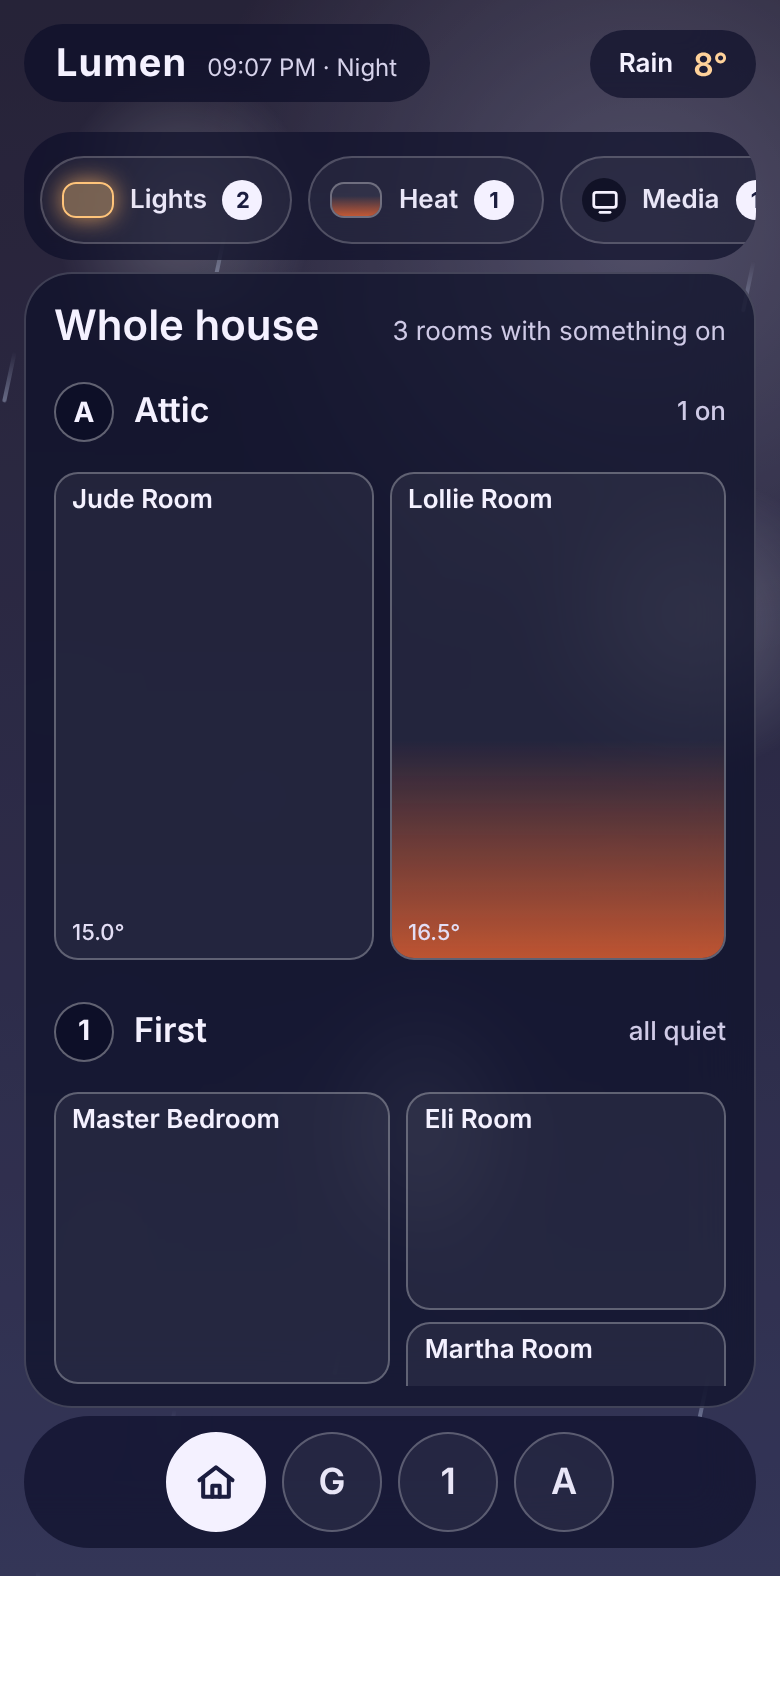 Lumen 09:07 PM · Night
Rain 8°
Lights 2
Heat 1
Media 1
Whole house
3 rooms with something on
A Attic
1 on
Jude Room
Lollie Room
15.0°
16.5°
1 First
all quiet
Master Bedroom
Eli Room
Martha Room
G 1 A